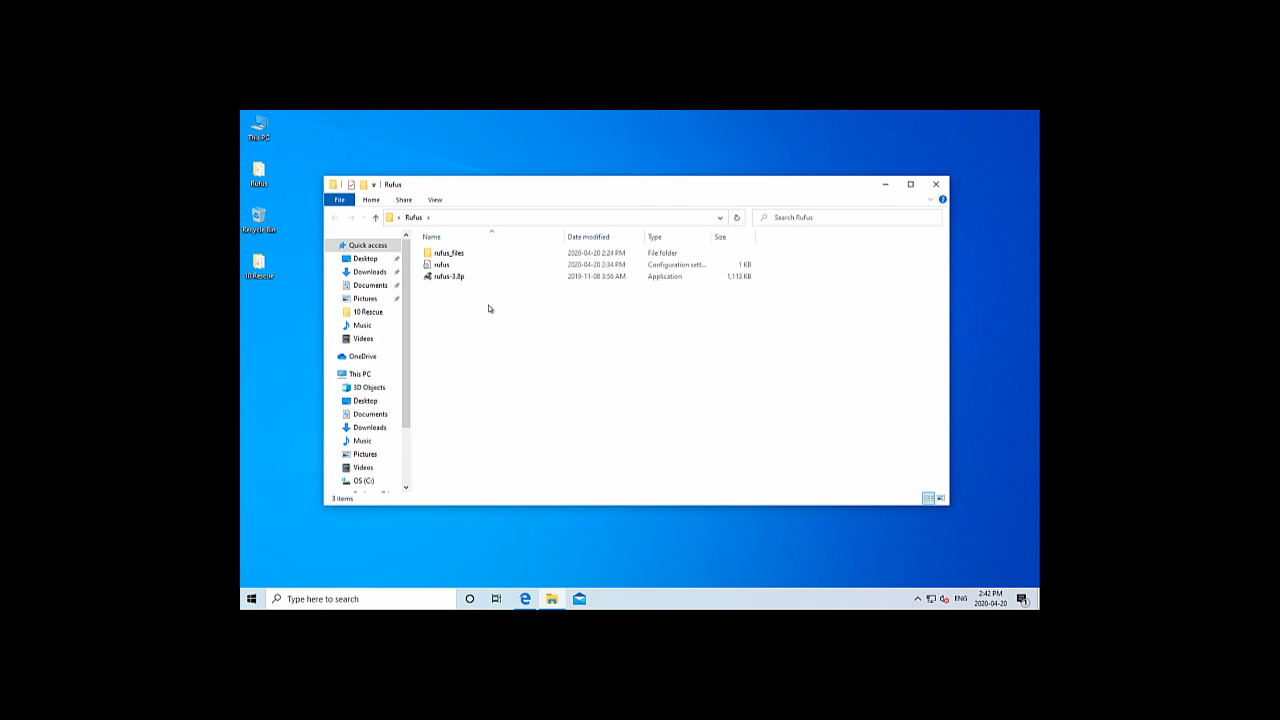 This PC
Rufus
Recycle Bin
10 Rescue
Rufus
File Home Share View
Rufus
Search Rufus
Name Date modified Type Size
rufus_files 2020-04-20 2:24 PM File folder
rufus 2020-04-20 2:34 PM Configuration sett... 1 KB
rufus-3.8p 2019-11-08 3:56 AM Application 1,113 KB
Quick access
Desktop
Downloads
Documents
Pictures
10 Rescue
Music
Videos
OneDrive
This PC
3D Objects
Desktop
Documents
Downloads
Music
Pictures
Videos
OS (C:)
3 items
Type here to search
ENG
2:42 PM
2020-04-20